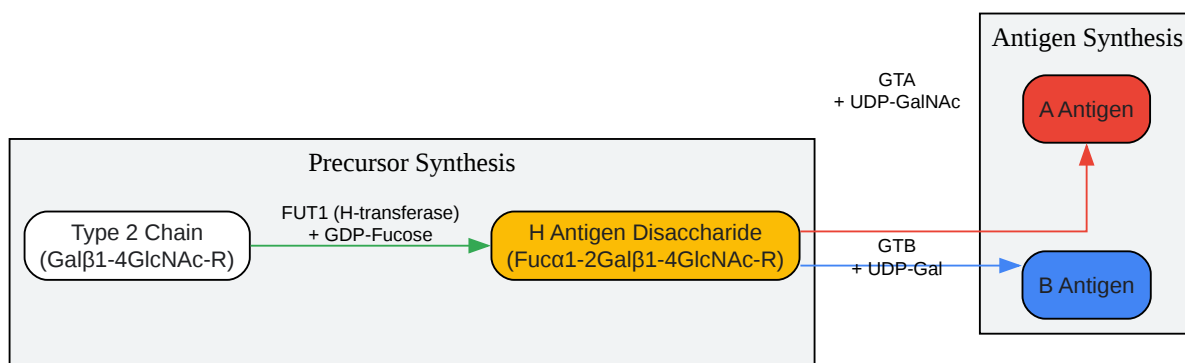 Antigen Synthesis
GTA
+ UDP-GalNAc
A Antigen
Precursor Synthesis
Type 2 Chain
(Galβ1-4GlcNAc-R)
FUT1 (H-transferase)
+ GDP-Fucose
H Antigen Disaccharide
(Fucα1-2Galβ1-4GlcNAc-R)
GTB
+ UDP-Gal
B Antigen